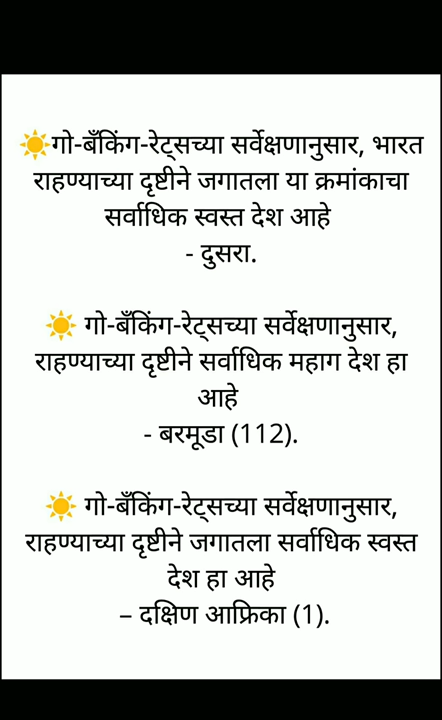 ☀️गो-बँकिंग-रेट्सच्या सर्वेक्षणानुसार, भारत
राहण्याच्या दृष्टीने जगातला या क्रमांकाचा
सर्वाधिक स्वस्त देश आहे
- दुसरा.
☀️ गो-बँकिंग-रेट्सच्या सर्वेक्षणानुसार,
राहण्याच्या दृष्टीने सर्वाधिक महाग देश हा
आहे
- बरमूडा (112).
☀️ गो-बँकिंग-रेट्सच्या सर्वेक्षणानुसार,
राहण्याच्या दृष्टीने जगातला सर्वाधिक स्वस्त
देश हा आहे
– दक्षिण आफ्रिका (1).